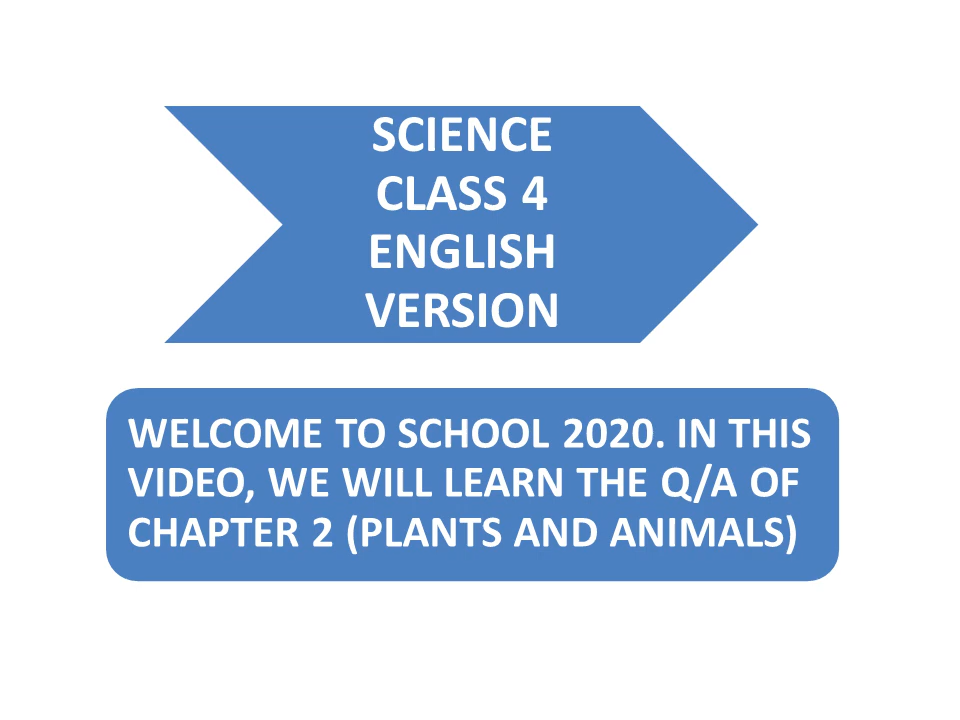 SCIENCE
CLASS 4
ENGLISH
VERSION
WELCOME TO SCHOOL 2020. IN THIS
VIDEO, WE WILL LEARN THE Q/A OF
CHAPTER 2 (PLANTS AND ANIMALS)